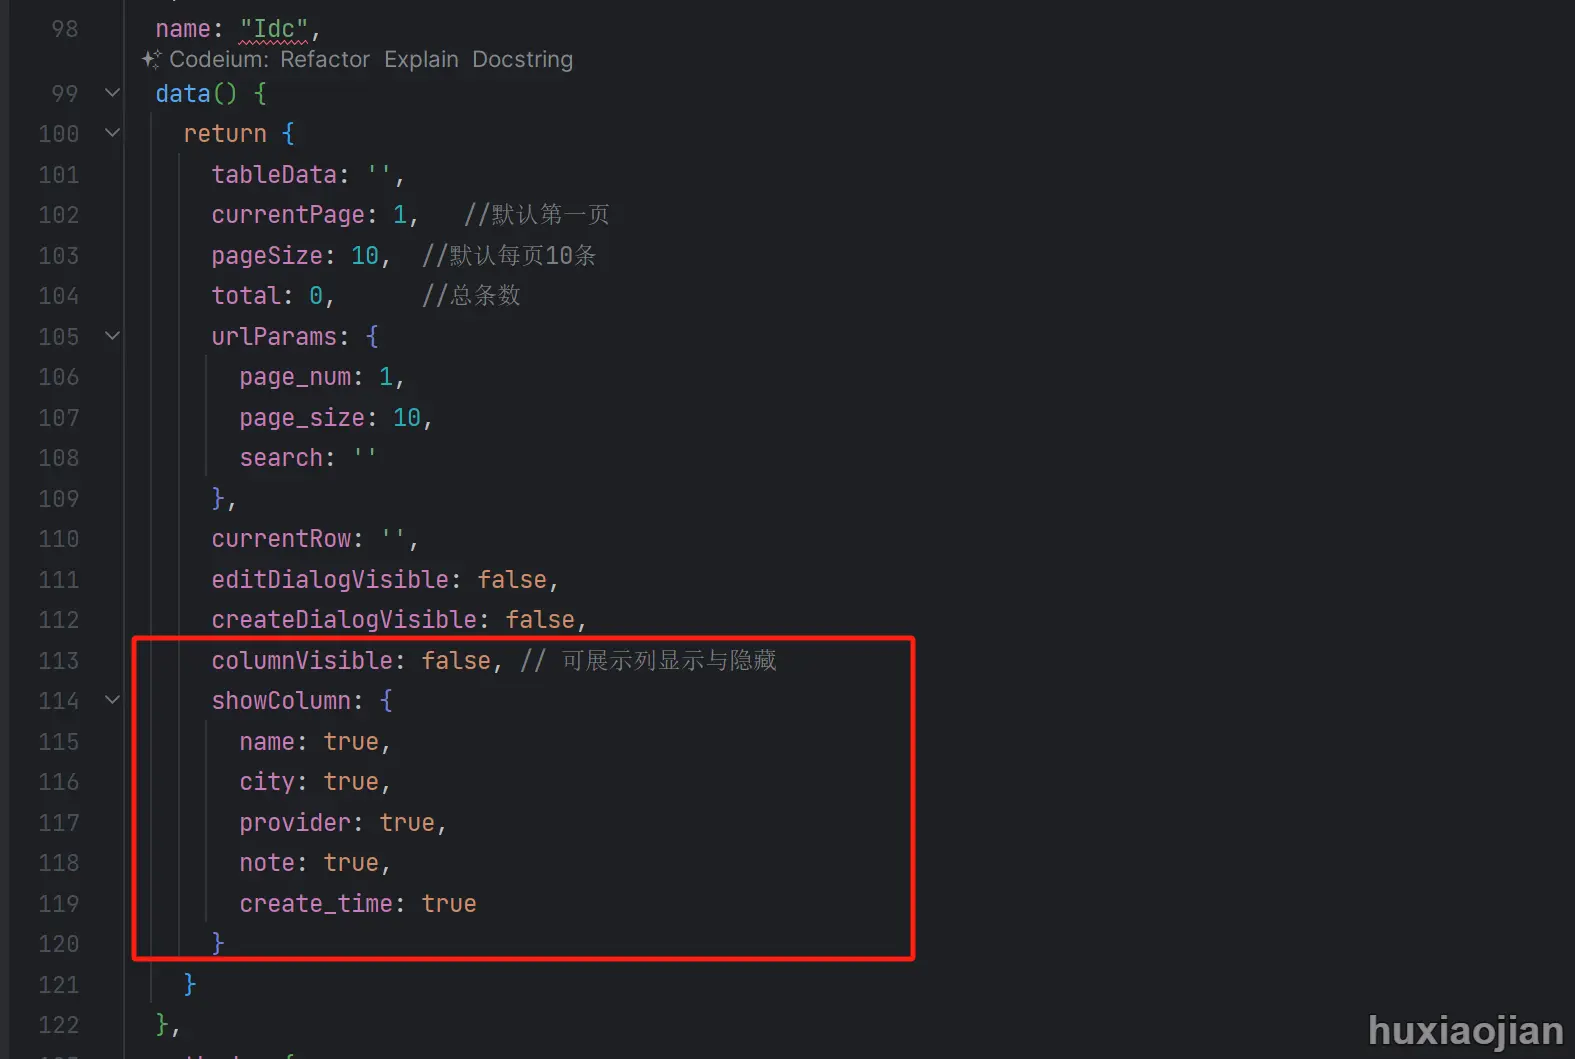 98 name: "Idc",
Codeium: Refactor Explain Docstring
99 data() {
100 return {
101 tableData: '',
102 currentPage: 1, //默认第一页
103 pageSize: 10, //默认每页10条
104 total: 0, //总条数
105 urlParams: {
106 page_num: 1,
107 page_size: 10,
108 search: ''
109 },
110 currentRow: '',
111 editDialogVisible: false,
112 createDialogVisible: false,
113 columnVisible: false, // 可展示列显示与隐藏
114 showColumn: {
115 name: true,
116 city: true,
117 provider: true,
118 note: true,
119 create_time: true
120 }
121 }
122 },
huxiaojian